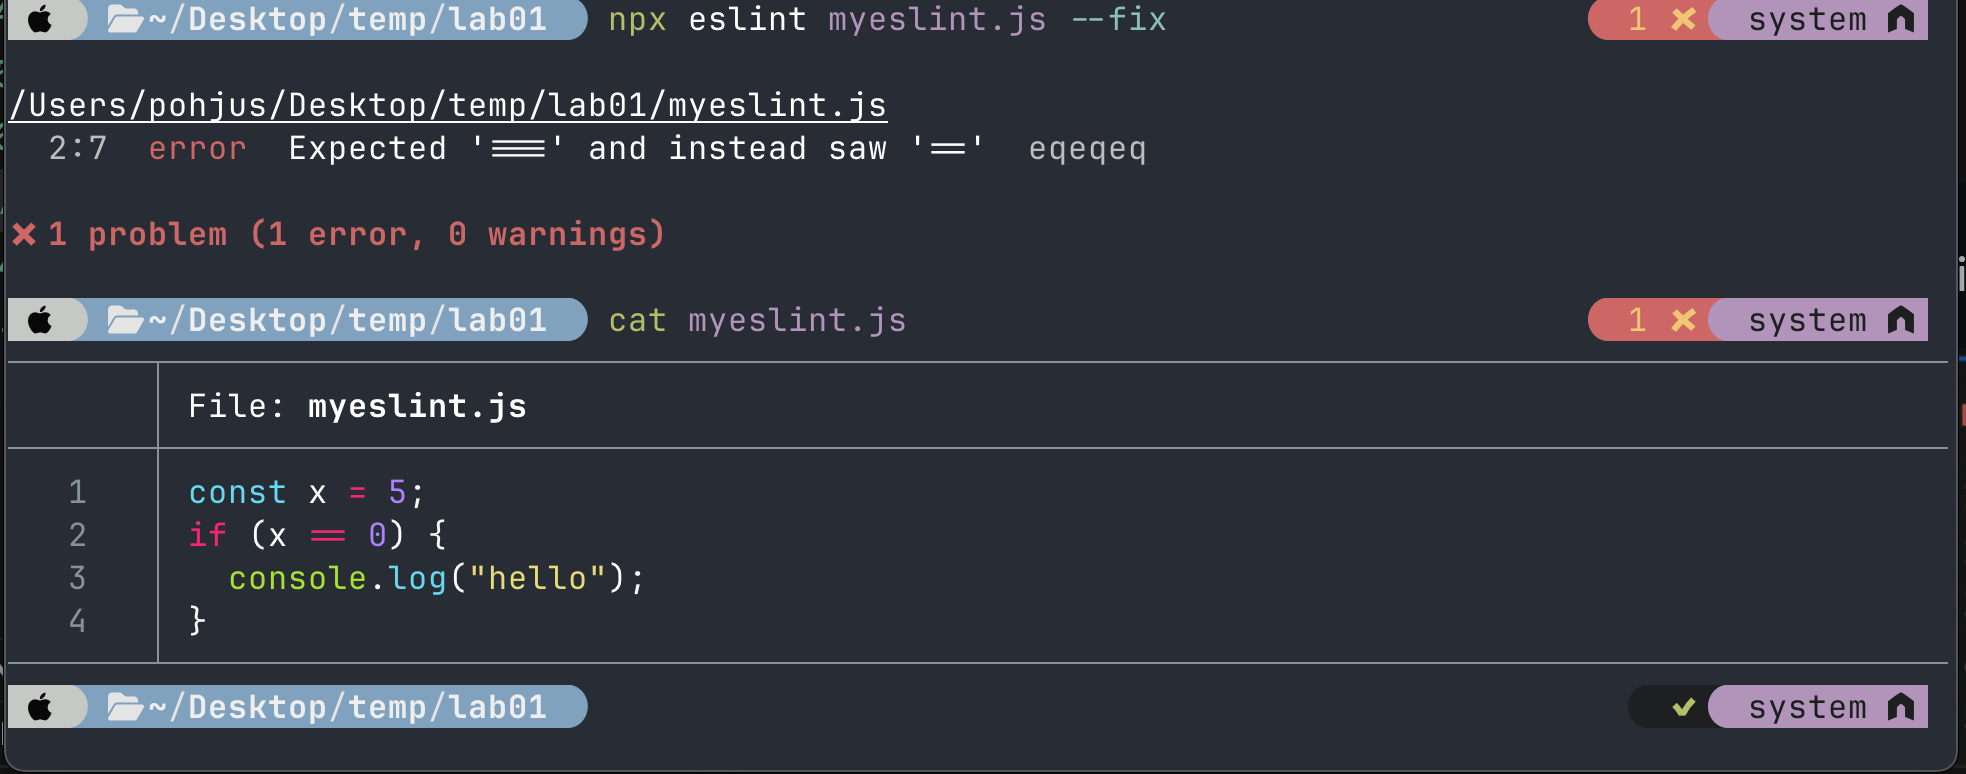 ~/Desktop/temp/lab01 npx eslint myeslint.js --fix 1 ✘ system
/Users/pohjus/Desktop/temp/lab01/myeslint.js
2:7 error Expected '===' and instead saw '==' eqeqeq
✖ 1 problem (1 error, 0 warnings)
~/Desktop/temp/lab01 cat myeslint.js 1 ✘ system
File: myeslint.js
1 const x = 5;
2 if (x == 0) {
3 console.log("hello");
4 }
~/Desktop/temp/lab01 ✔ system